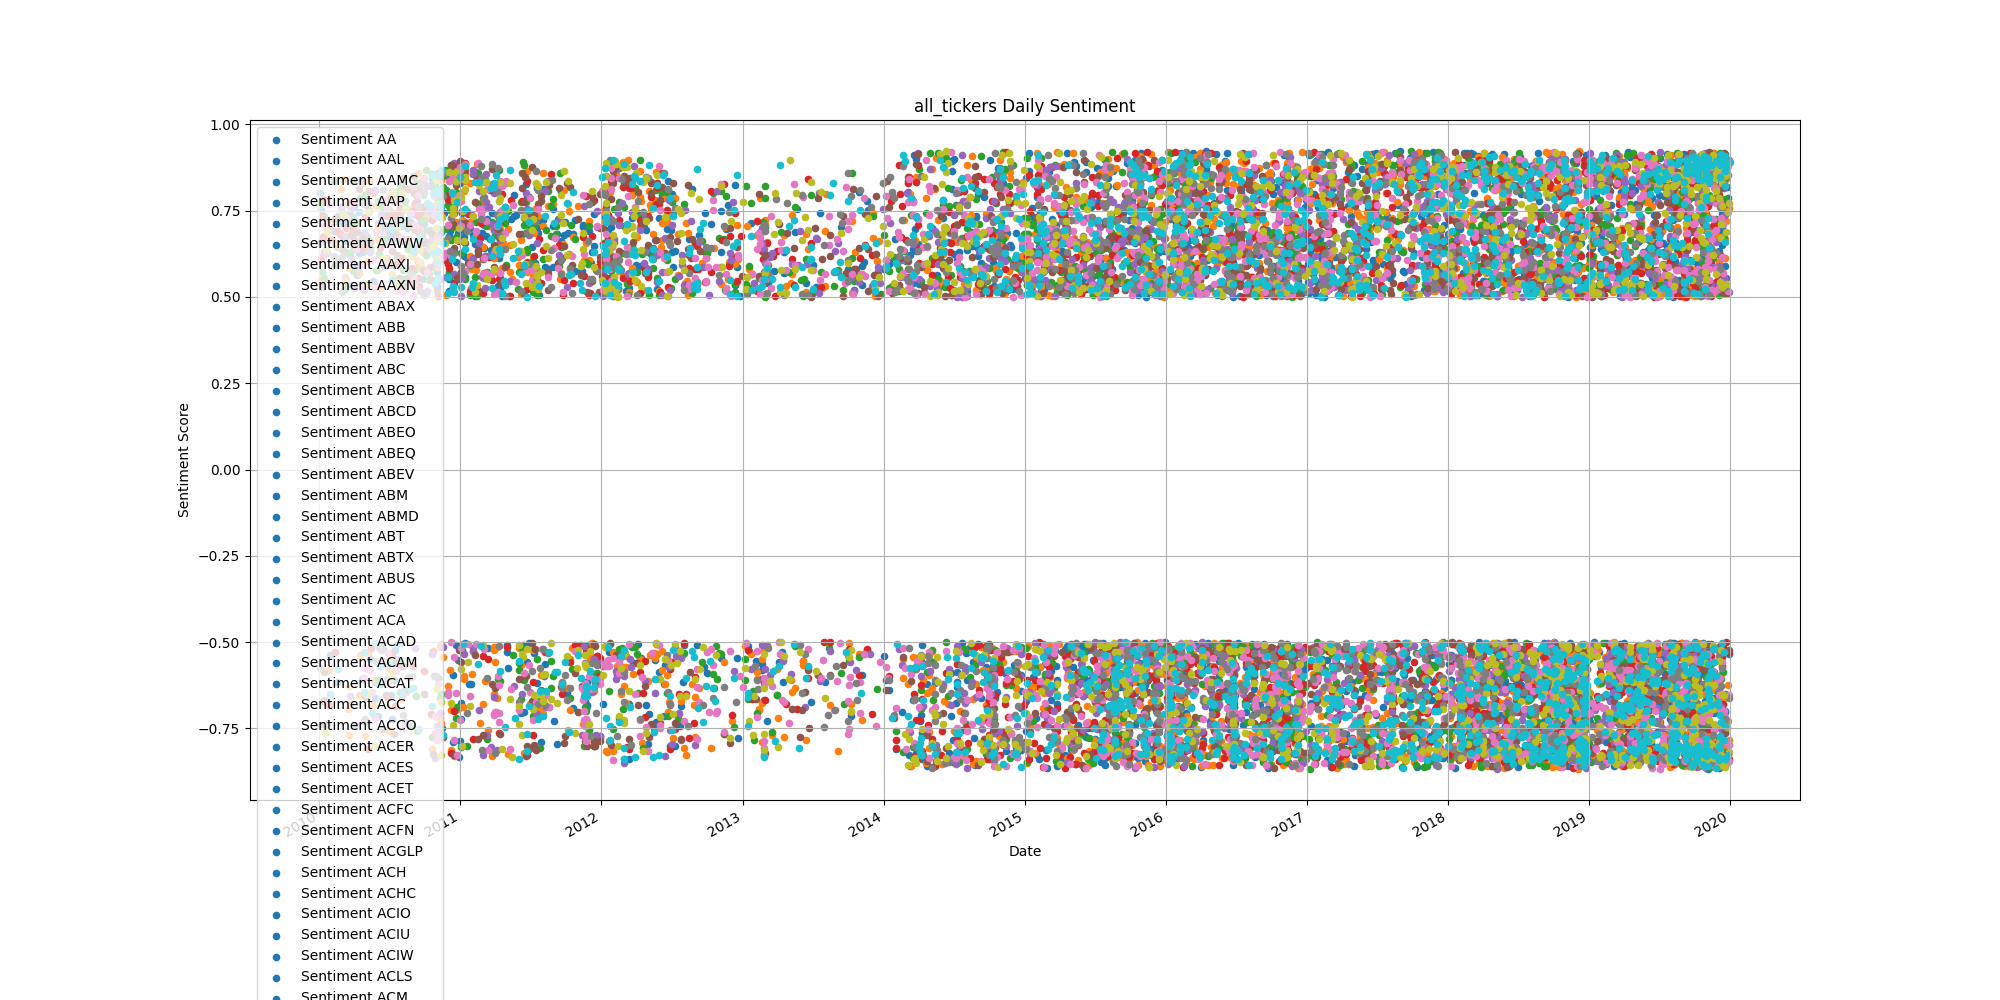 all_tickers Daily Sentiment
Sentiment Score
1.00
0.75
0.50
0.25
0.00
−0.25
−0.50
−0.75
Sentiment AA
Sentiment AAL
Sentiment AAMC
Sentiment AAP
Sentiment AAPL
Sentiment AAWW
Sentiment AAXJ
Sentiment AAXN
Sentiment ABAX
Sentiment ABB
Sentiment ABBV
Sentiment ABC
Sentiment ABCB
Sentiment ABCD
Sentiment ABEO
Sentiment ABEQ
Sentiment ABEV
Sentiment ABM
Sentiment ABMD
Sentiment ABT
Sentiment ABTX
Sentiment ABUS
Sentiment AC
Sentiment ACA
Sentiment ACAD
Sentiment ACAM
Sentiment ACAT
Sentiment ACC
Sentiment ACCO
Sentiment ACER
Sentiment ACES
Sentiment ACET
Sentiment ACFC
Sentiment ACFN
Sentiment ACGLP
Sentiment ACH
Sentiment ACHC
Sentiment ACIO
Sentiment ACIU
Sentiment ACIW
Sentiment ACLS
Sentiment ACM
2010
2011
2012
2013
2014
2015
2016
2017
2018
2019
2020
Date